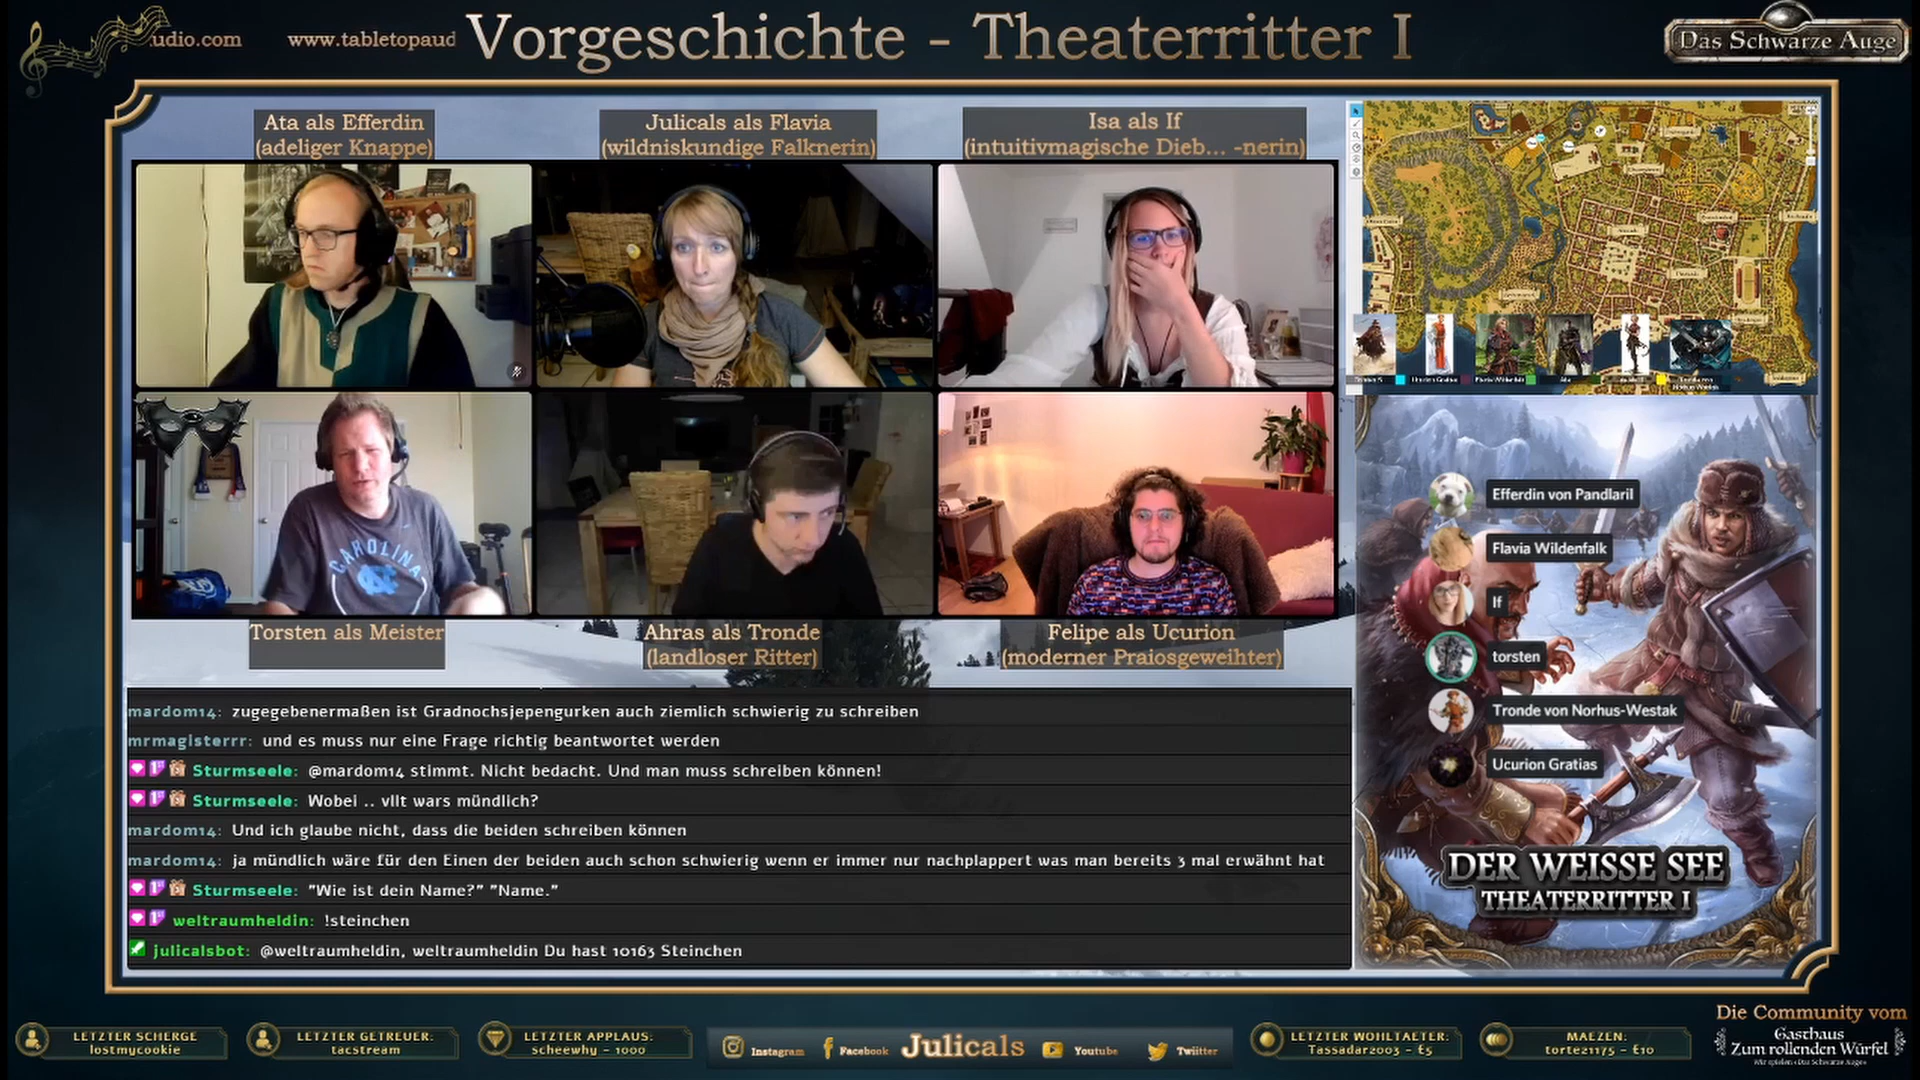 udio.com
www.tabletopaud
Vorgeschichte - Theaterritter I
Das Schwarze Auge
Ata als Efferdin
(adeliger Knappe)
Julicals als Flavia
(wildniskundige Falknerin)
Isa als If
(intuitivmagische Dieb... -nerin)
CAROLINA
Torsten als Meister
Ahras als Tronde
(landloser Ritter)
Felipe als Ucurion
(moderner Praiosgeweihter)
Efferdin von Pandlaril
Flavia Wildenfalk
If
torsten
Tronde von Norhus-Westak
Ucurion Gratias
DER WEISSE SEE
THEATERRITTER I
mardom14: zugegebenermaßen ist Gradnochsjepengurken auch ziemlich schwierig zu schreiben
mrmagisterrr: und es muss nur eine Frage richtig beantwortet werden
Sturmseele: @mardom14 stimmt. Nicht bedacht. Und man muss schreiben können!
Sturmseele: Wobei .. vllt wars mündlich?
mardom14: Und ich glaube nicht, dass die beiden schreiben können
mardom14: ja mündlich wäre für den Einen der beiden auch schon schwierig wenn er immer nur nachplappert was man bereits 3 mal erwähnt hat
Sturmseele: "Wie ist dein Name?" "Name."
weltraumheldin: !steinchen
julicalsbot: @weltraumheldin, weltraumheldin Du hast 10163 Steinchen
LETZTER SCHERGE
lostmycookie
LETZTER GETREUER:
tacstream
LETZTER APPLAUS:
scheewhy - 1000
Instagram
Facebook
Julicals
Youtube
Twiitter
LETZTER WOHLTAETER:
Tassadar2003 - £5
MAEZEN:
torte21175 - £10
Die Community vom
Gasthaus
Zum rollenden Würfel
Wir spielen »Das Schwarze Auge«